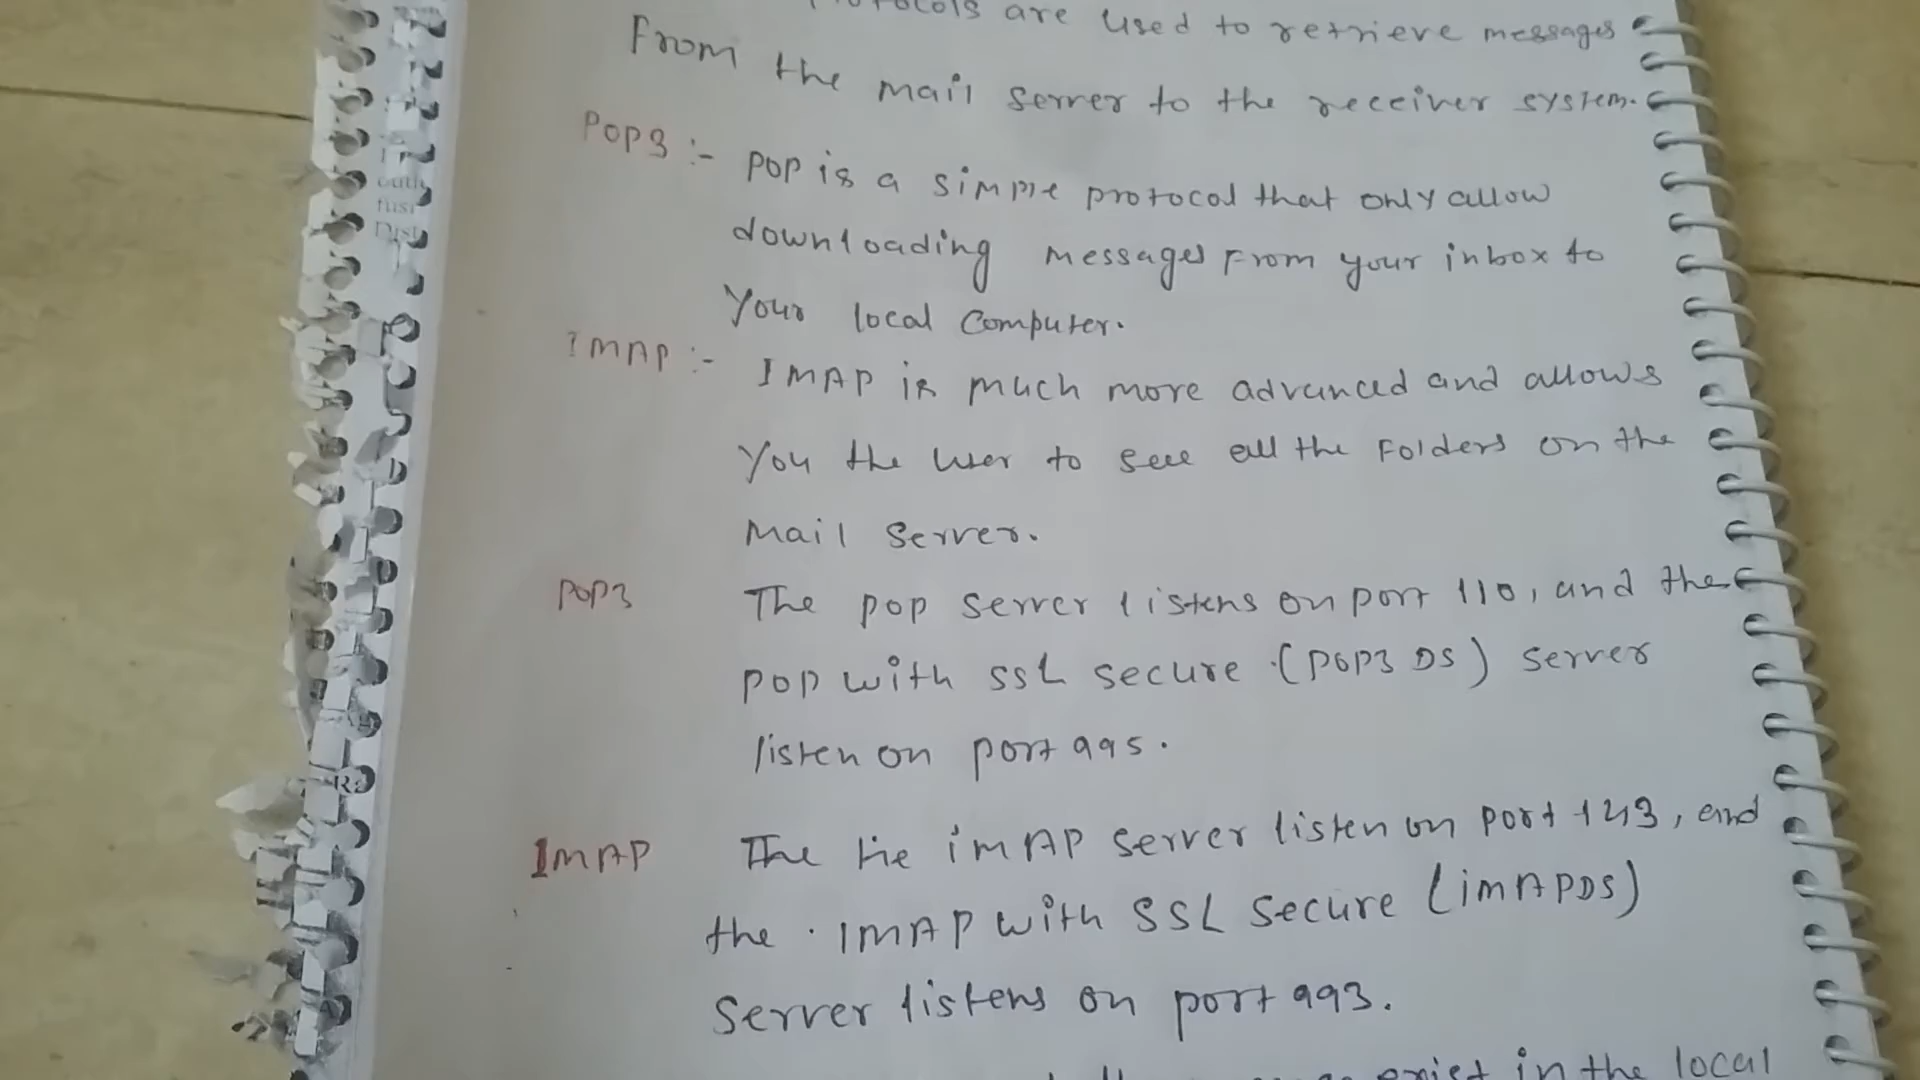 are used to retrieve messages
From the mail server to the receiver system.
POP3 :- POP is a simple protocol that only allow
downloading messages From your inbox to
Your local computer.
IMAP :- IMAP is much more advanced and allows
You the user to see all the Folders on the
Mail Server.
POP3 The POP server listens on port 110, and the
POP with SSL secure (POP3 DS) server
listen on port 995.
IMAP The the iMAP server listen on port 143, and
the . IMAP with SSL Secure (iMAPDS)
Server listens on port 993.
exist in the local